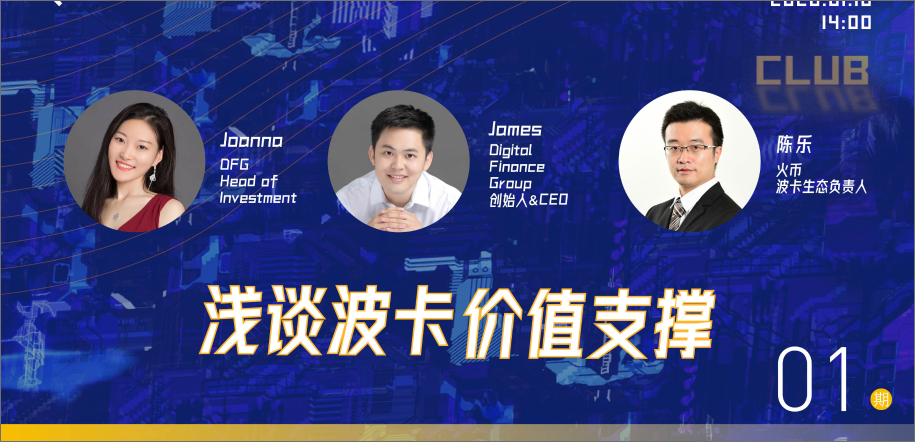 14:00
CLUB
Joanna
DFG
Head of
Investment
James
Digital
Finance
Group
创始人&CEO
陈乐
火币
波卡生态负责人
浅谈波卡价值支撑
01
期